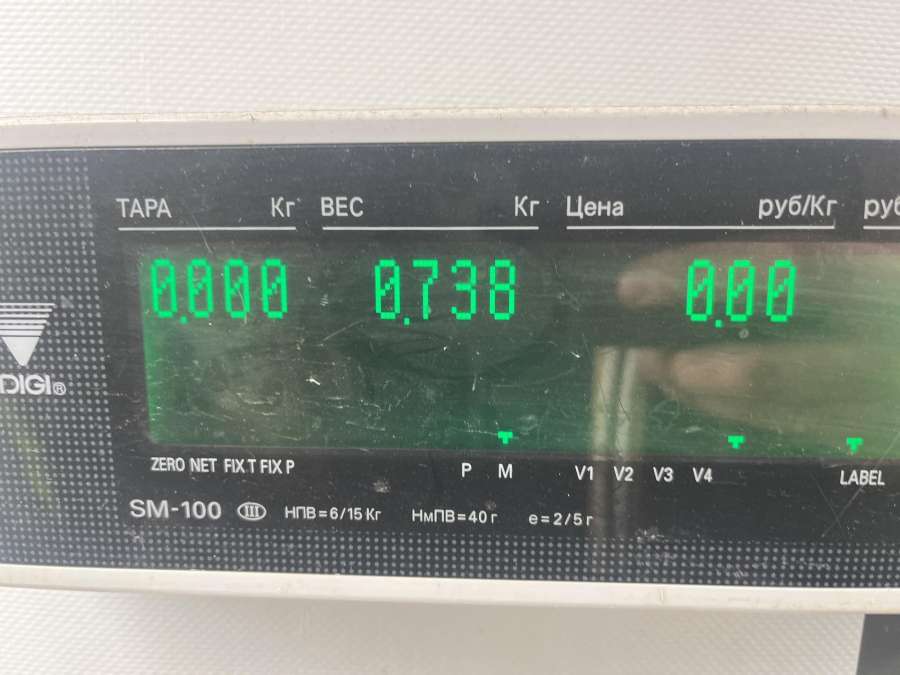 ТАРА Кг ВЕС Кг Цена руб/Кг руб
0.000 0.738 0.00
DIGI®
ZERO NET FIX T FIX P P M V1 V2 V3 V4 LABEL
SM-100 III НПВ=6/15 Кг НмПВ=40 г e=2/5 г